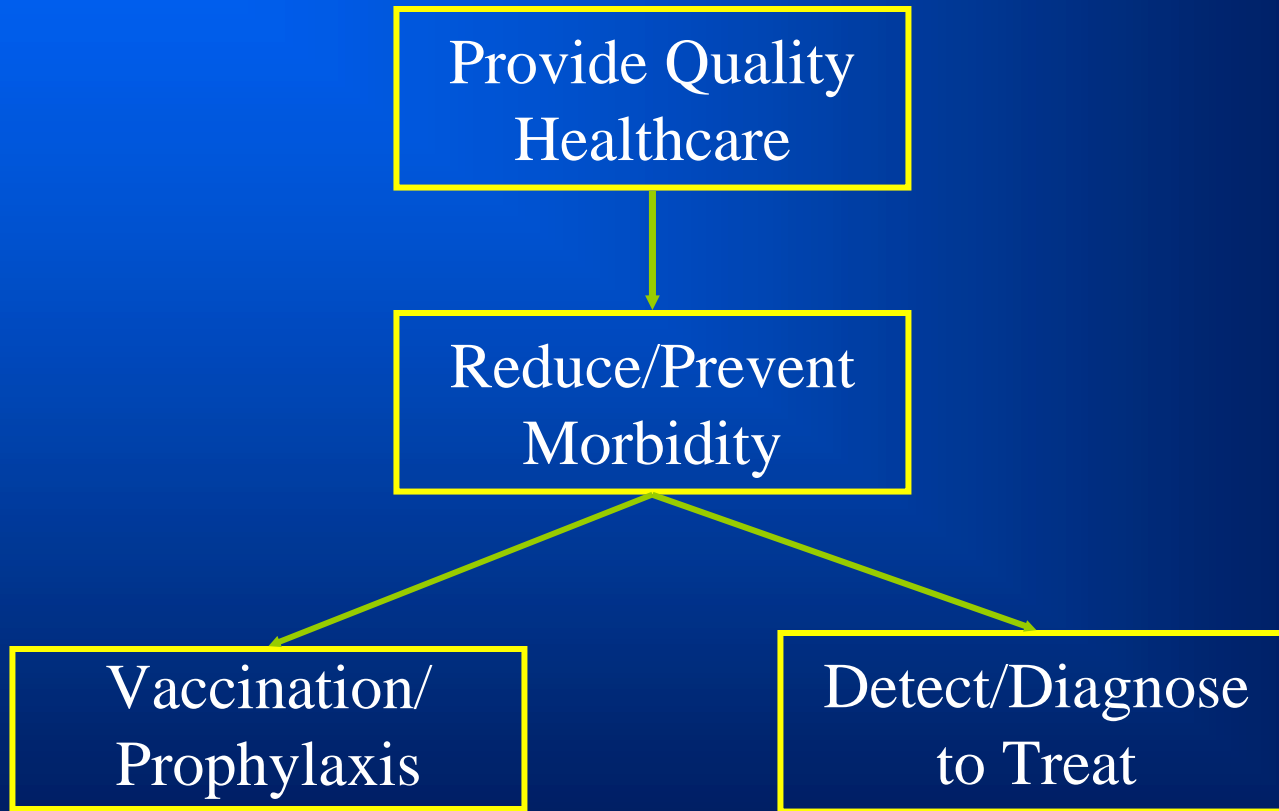 Provide Quality
Healthcare
Reduce/Prevent
Morbidity
Vaccination/
Prophylaxis
Detect/Diagnose
to Treat